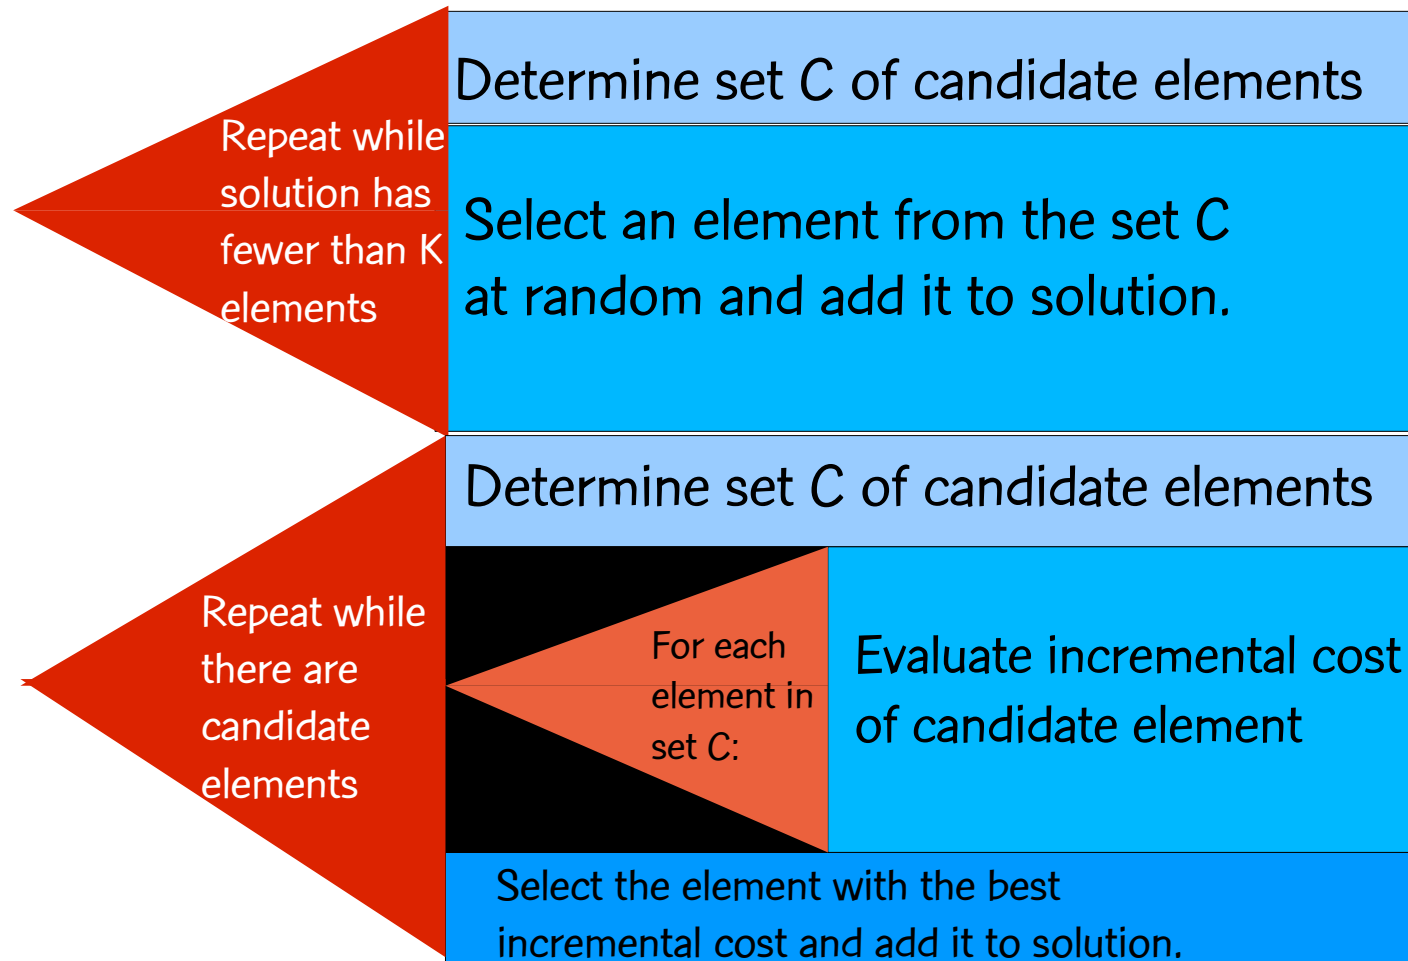 Determine set C of candidate elements
Repeat while
solution has
fewer than K
elements
Select an element from the set C
at random and add it to solution.
Determine set C of candidate elements
Repeat while
there are
candidate
elements
For each
element in
set C:
Evaluate incremental cost
of candidate element
Select the element with the best
incremental cost and add it to solution.